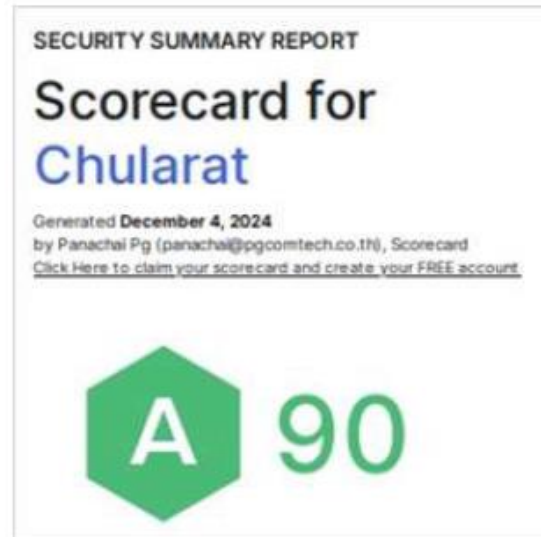 SECURITY SUMMARY REPORT
Scorecard for
Chularat
Generated December 4, 2024
by Panachai Pg (panachai@pgcomtech.co.th), Scorecard
Click Here to claim your scorecard and create your FREE account
A 90